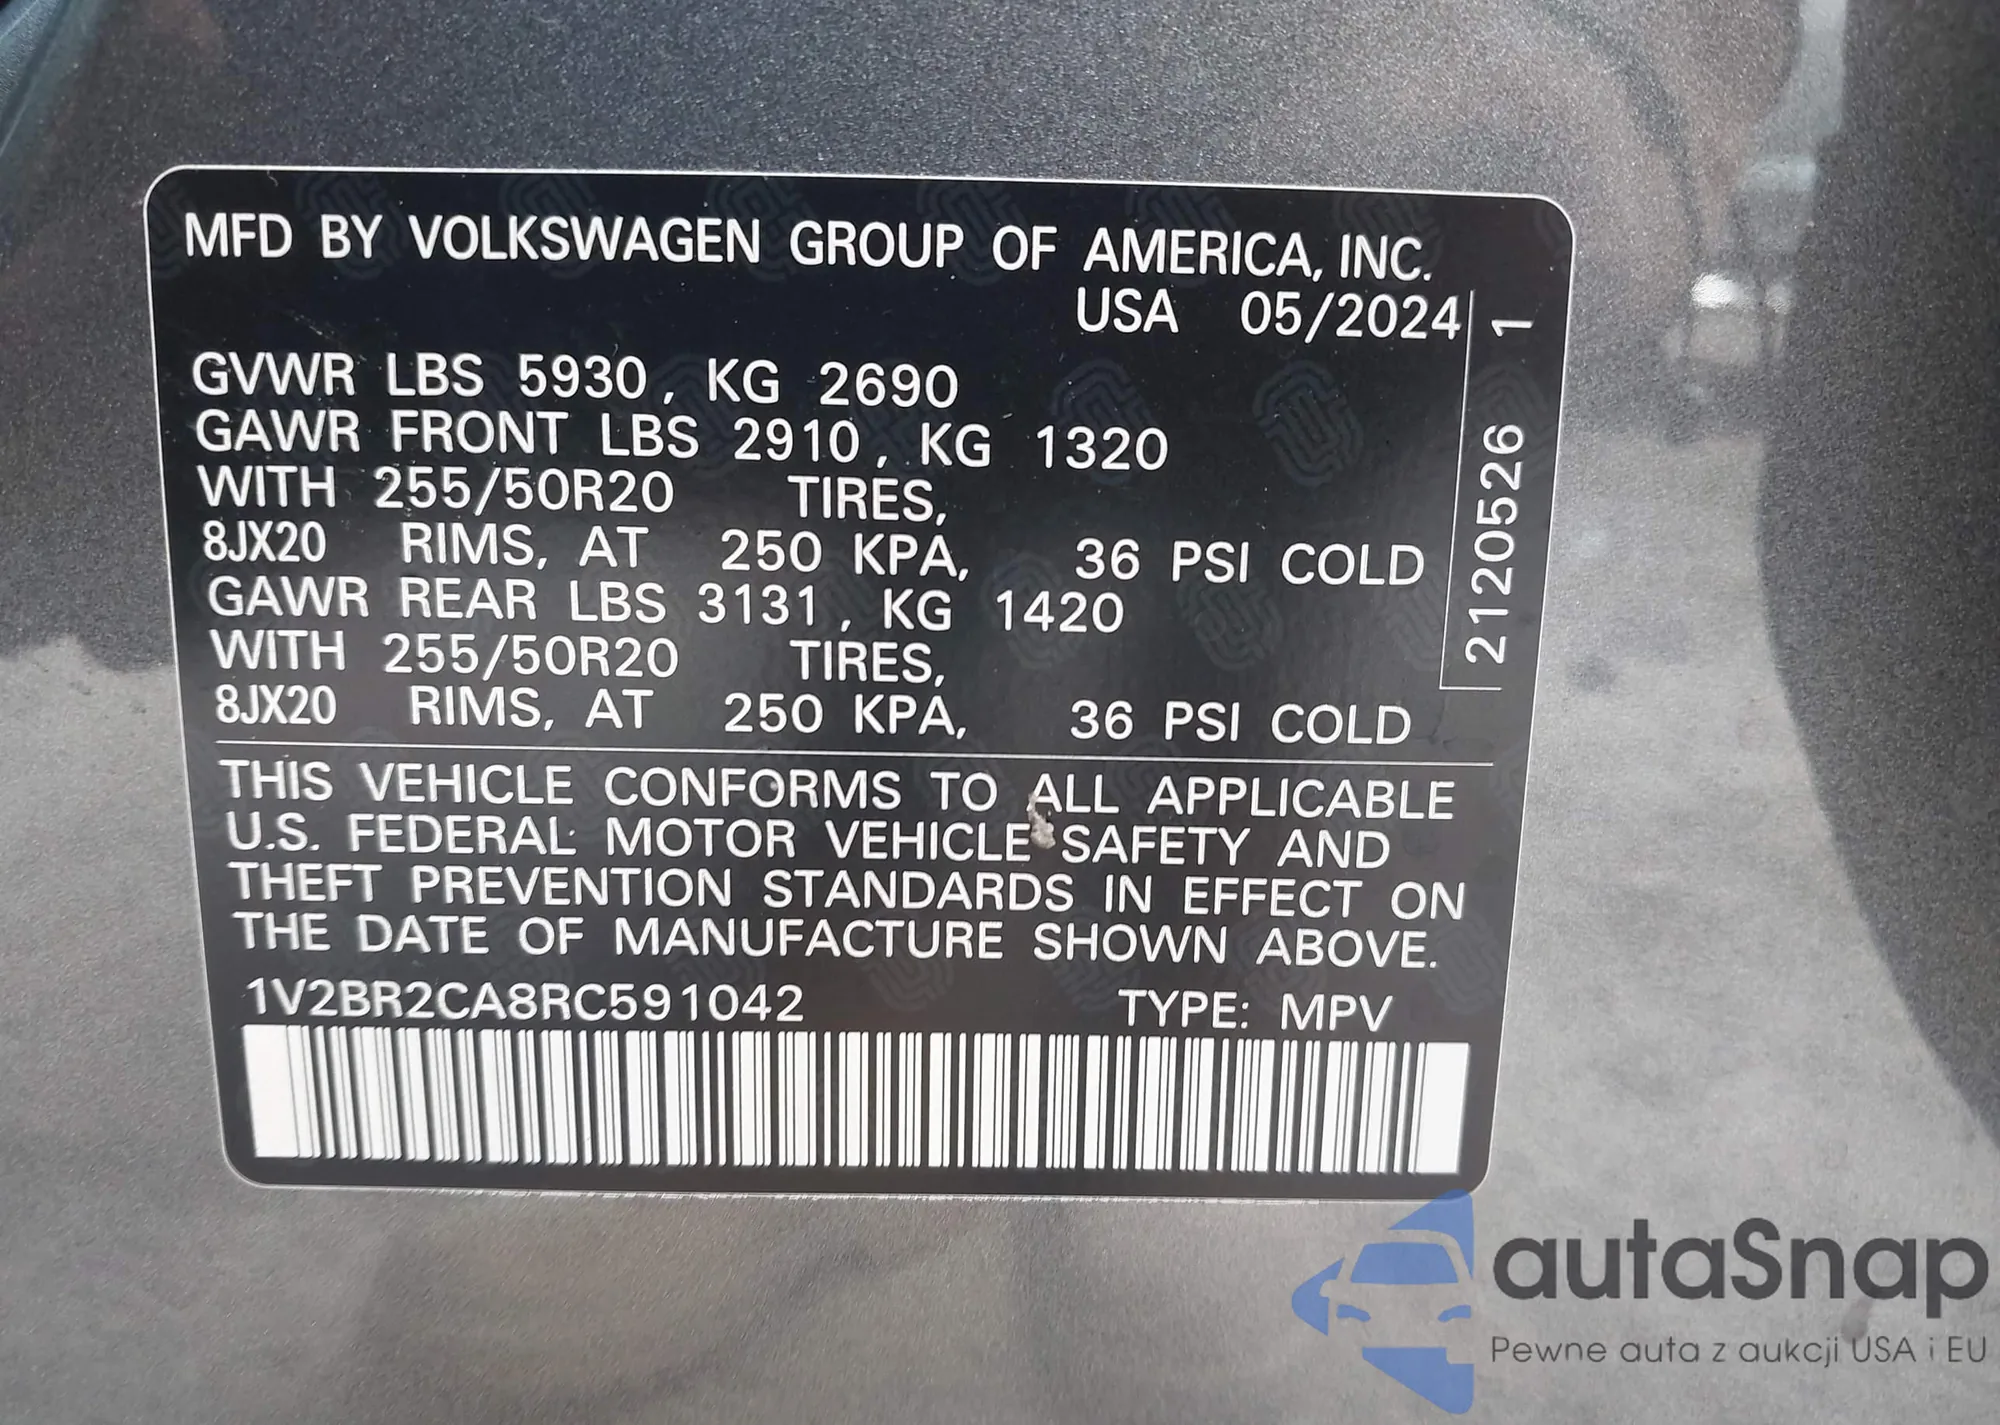 MFD BY VOLKSWAGEN GROUP OF AMERICA, INC.
USA 05/2024
GVWR LBS 5930, KG 2690
GAWR FRONT LBS 2910, KG 1320
WITH 255/50R20 TIRES,
8JX20 RIMS, AT 250 KPA, 36 PSI COLD
GAWR REAR LBS 3131, KG 1420
WITH 255/50R20 TIRES,
8JX20 RIMS, AT 250 KPA, 36 PSI COLD
2120526 1
THIS VEHICLE CONFORMS TO ALL APPLICABLE
U.S. FEDERAL MOTOR VEHICLE SAFETY AND
THEFT PREVENTION STANDARDS IN EFFECT ON
THE DATE OF MANUFACTURE SHOWN ABOVE.
1V2BR2CA8RC591042 TYPE: MPV
autaSnap
Pewne auta z aukcji USA i EU